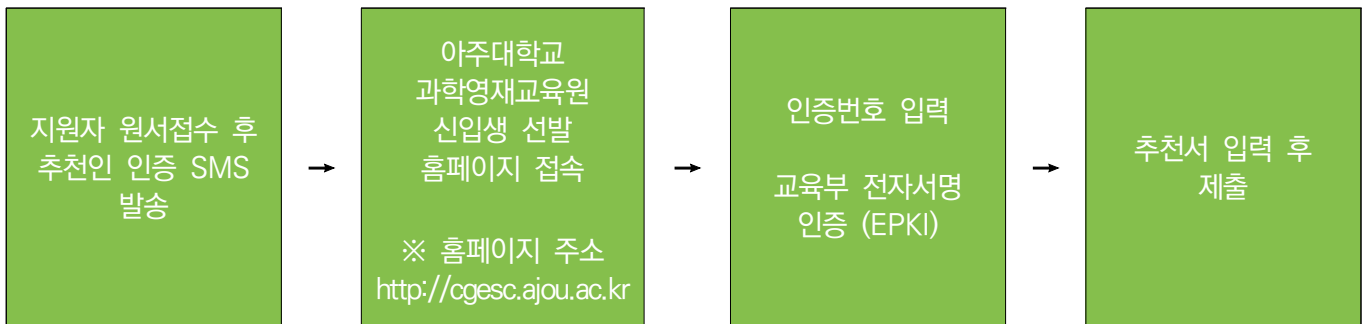 지원자 원서접수 후
추천인 인증 SMS
발송
→
아주대학교
과학영재교육원
신입생 선발
홈페이지 접속
※ 홈페이지 주소
http://cgesc.ajou.ac.kr
→
인증번호 입력
교육부 전자서명
인증 (EPKI)
→
추천서 입력 후
제출